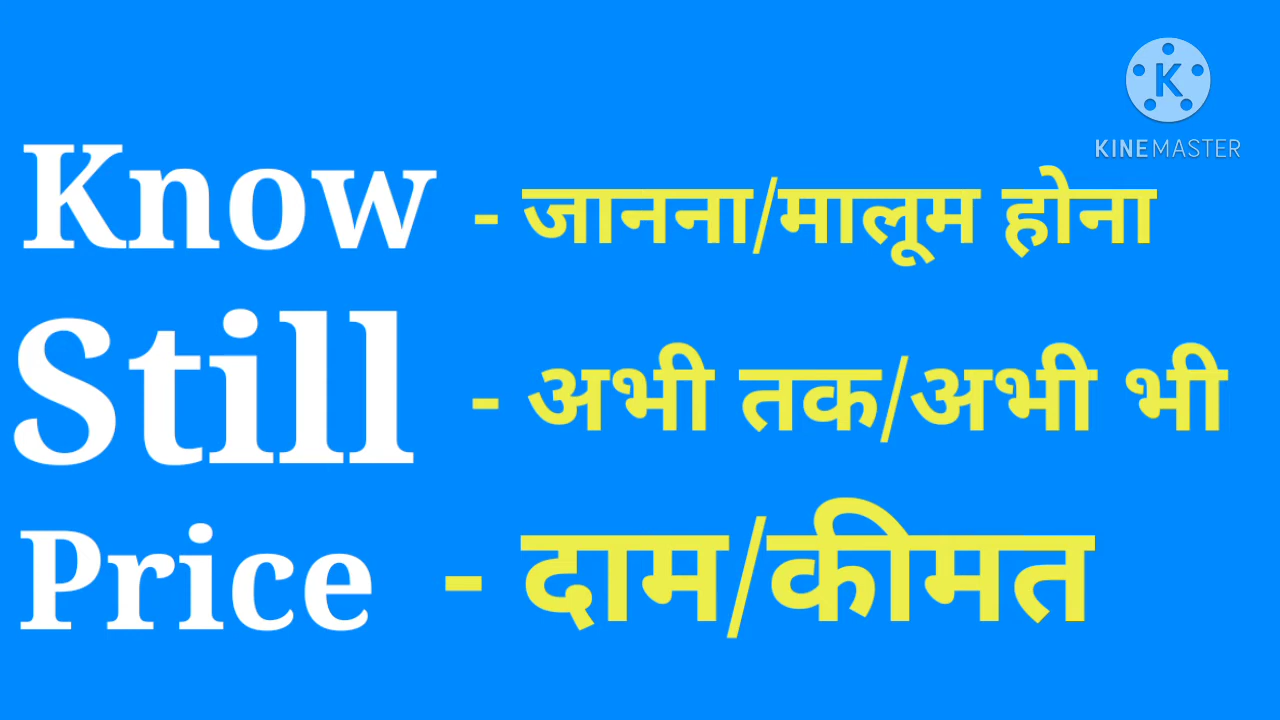 K
KINEMASTER
Know - जानना/मालूम होना
Still - अभी तक/अभी भी
Price - दाम/कीमत